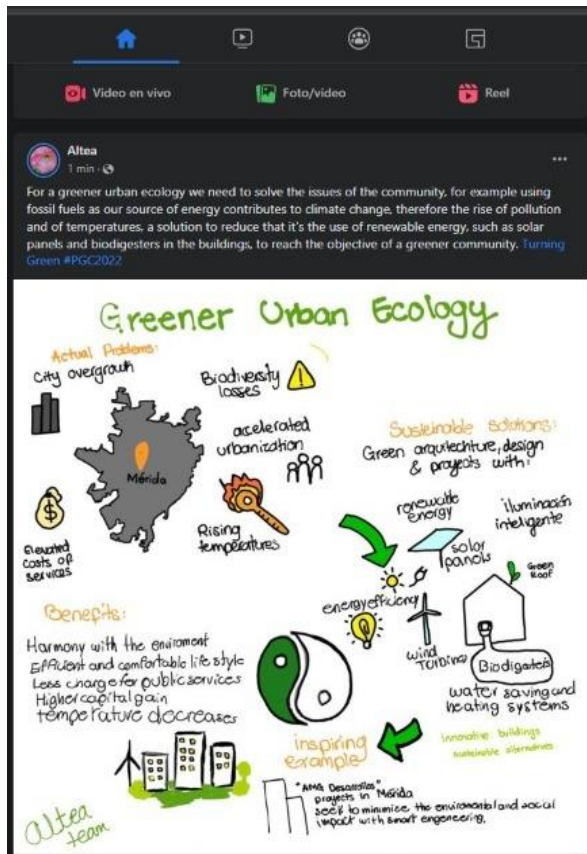 Video en vivo
Foto/video
Reel
Altea
1 min
For a greener urban ecology we need to solve the issues of the community, for example using
fossil fuels as our source of energy contributes to climate change, therefore the rise of pollution
and of temperatures, a solution to reduce that it's the use of renewable energy, such as solar
panels and biodigesters in the buildings, to reach the objective of a greener community. Turning
Green #PGC2022
Greener Urban Ecology
Actual Problems:
City overgrowth
Biodiversity
losses
accelerated
urbanization
Mérida
Rising
temperatures
Elevated
costs of
services
Sustainable Solutions:
Green arquitechture, design
& proyects with:
renewable
energy
iluminación
inteligente
solar
panels
Green
Roof
energy efficiency
wind
turbine
Biodigesters
water saving and
heating systems
innovative buildings
sustainable alternatives
Benefits:
Harmony with the enviroment
Efficient and comfortable life style
Less charge for public services
Higher capital gain
temperature decreases
inspiring
example
"AMG Desarrollos"
projects in Mérida
seek to minimize the enviromental and social
impact with smart engeneering.
altea
team